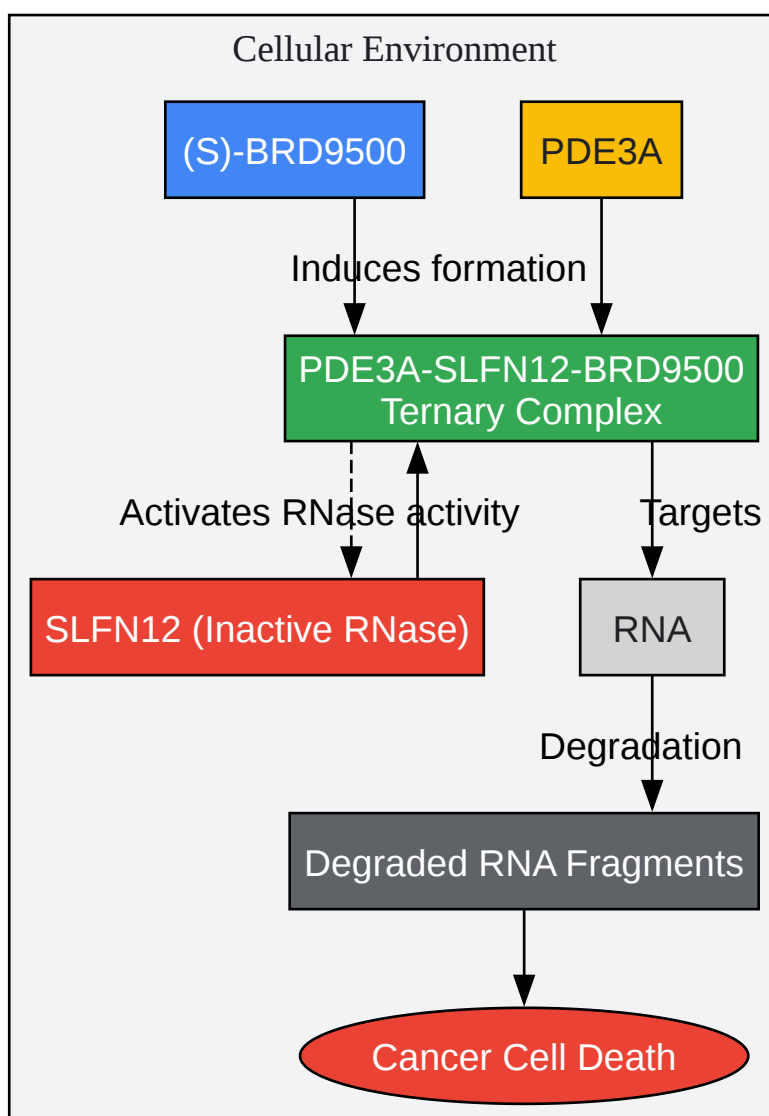 Cellular Environment
(S)-BRD9500
PDE3A
Induces formation
PDE3A-SLFN12-BRD9500
Ternary Complex
Activates RNase activity
Targets
SLFN12 (Inactive RNase)
RNA
Degradation
Degraded RNA Fragments
Cancer Cell Death